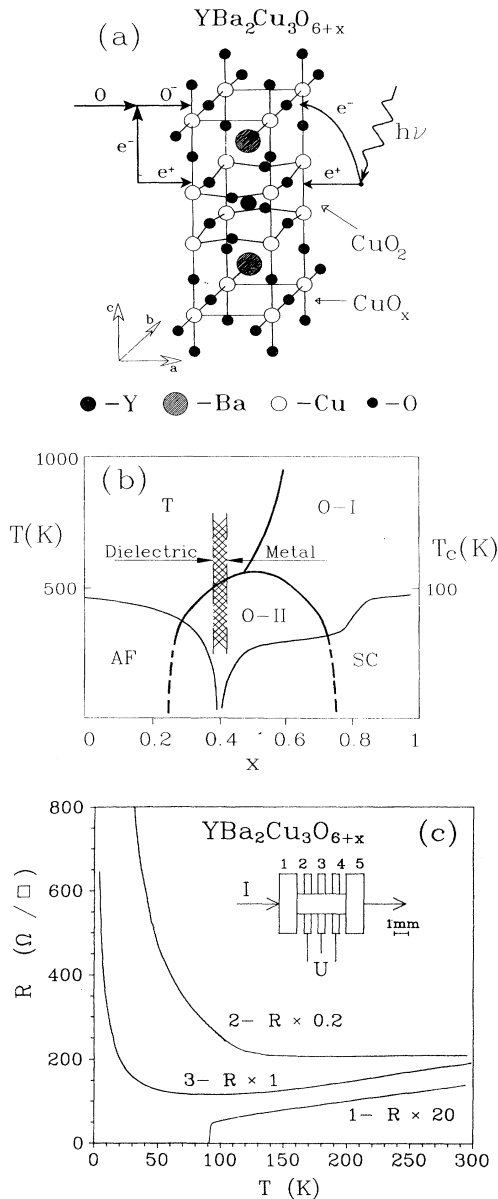 YBa₂Cu₃O₆₊ₓ
(a)
O O⁻ e⁻
hν
e⁻
e⁺ e⁺
CuO₂
CuOₓ
c b a
-Y -Ba -Cu -O
1000
(b)
T O-I
T(K) Dielectric Metal T_c(K)
500 100
O-II
AF SC
0 0.2 0.4 0.6 0.8 1
x
800
YBa₂Cu₃O₆₊ₓ (c)
1 2 3 4 5
600
I
1mm
U
R (Ω / □)
400
2- R × 0.2
200
3- R × 1
1- R × 20
0
0 50 100 150 200 250 300
T (K)